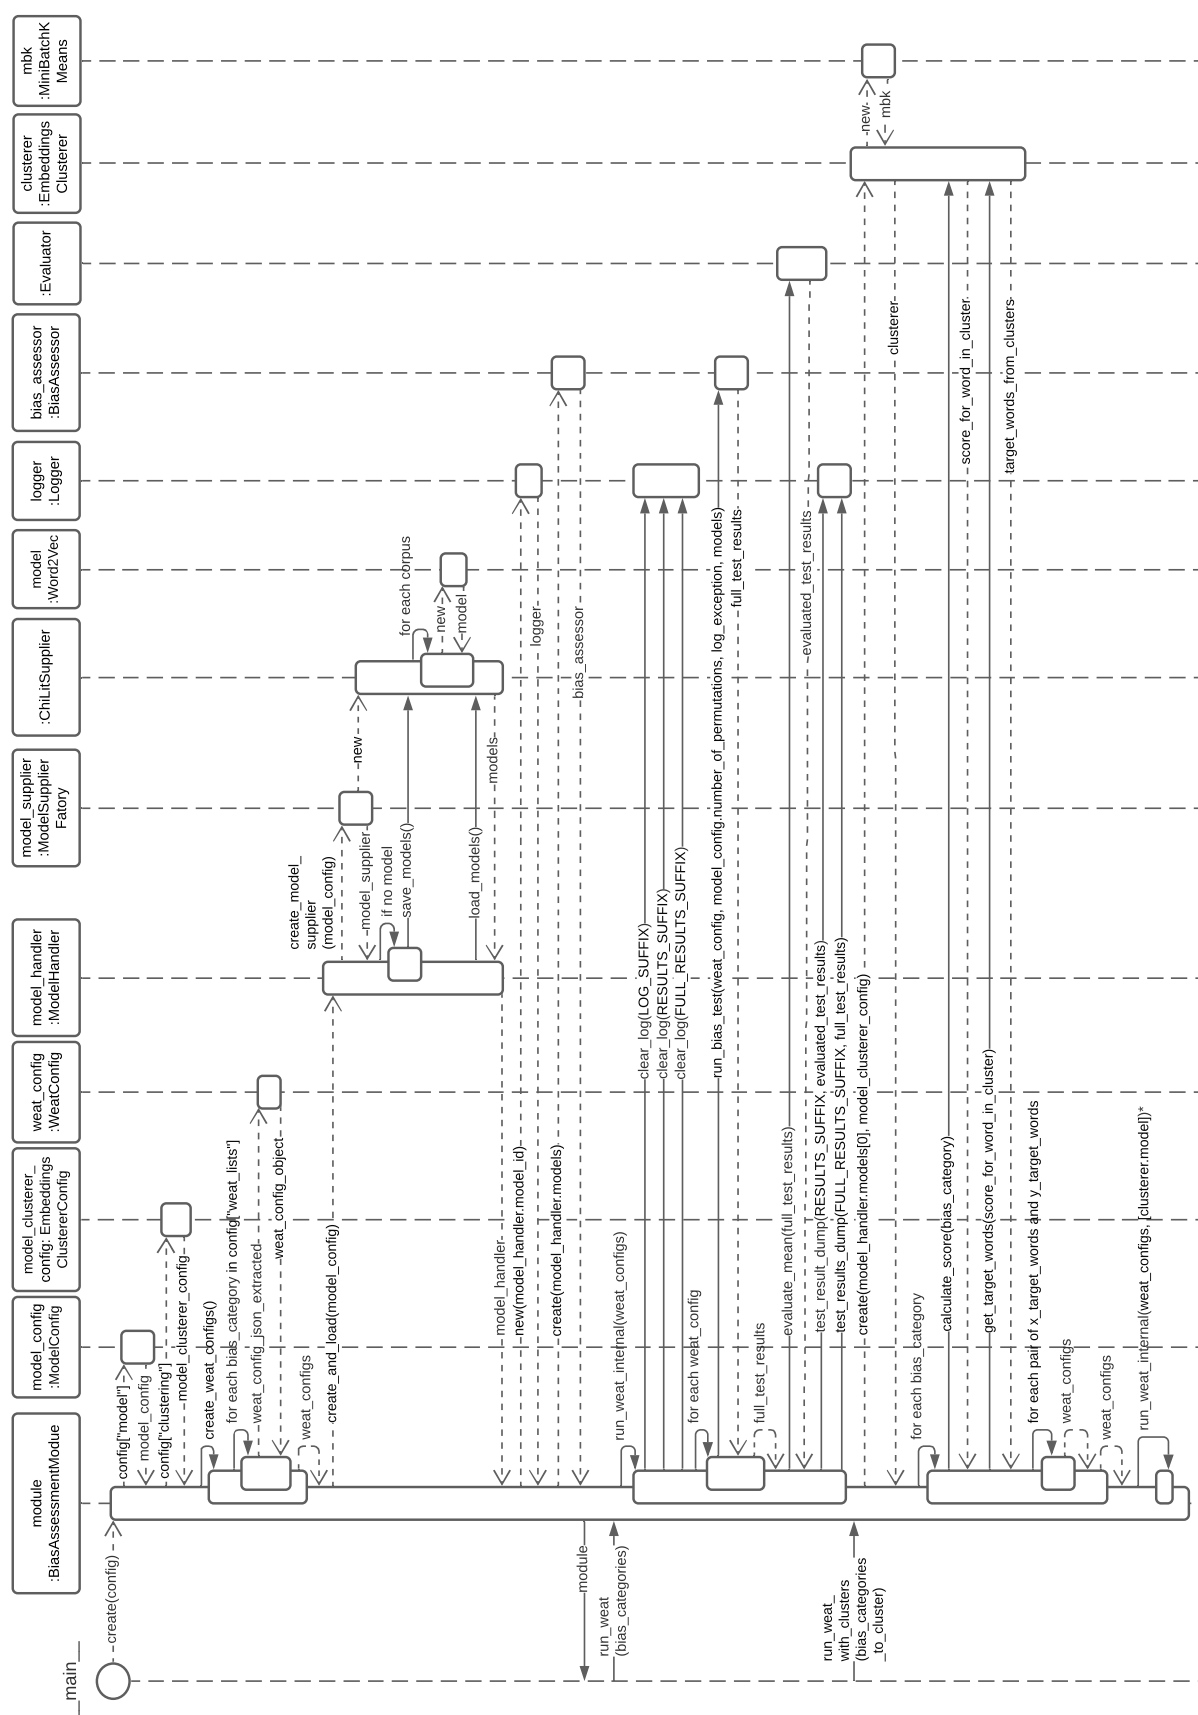 __main__
module
:BiasAssessmentModue
model_config
:ModelConfig
model_clusterer_
config: Embeddings
ClustererConfig
weat_config
:WeatConfig
model_handler
:ModelHandler
model_supplier
:ModelSupplier
Fatory
:ChiLitSupplier
model
:Word2Vec
logger
:Logger
bias_assessor
:BiasAssessor
:Evaluator
clusterer
:Embeddings
Clusterer
mbk
:MiniBatchK
Means
create(config)
config["model"]
model_config
config["clustering"]
model_clusterer_config
create_weat_configs()
for each bias_category in config["weat_lists"]
weat_config_json_extracted
weat_config_object
weat_configs
create_and_load(model_config)
create_model_
supplier
(model_config)
new
model_supplier
if no model
save_models()
for each corpus
new
model
load_models()
models
model_handler
new(model_handler.model_id)
logger
create(model_handler.models)
bias_assessor
module
run_weat
(bias_categories)
run_weat_internal(weat_configs)
clear_log(LOG_SUFFIX)
clear_log(RESULTS_SUFFIX)
clear_log(FULL_RESULTS_SUFFIX)
for each weat_config
run_bias_test(weat_config, model_config.number_of_permutations, log_exception, models)
full_test_results
full_test_results
evaluate_mean(full_test_results)
evaluated_test_results
test_result_dump(RESULTS_SUFFIX, evaluated_test_results)
test_results_dump(FULL_RESULTS_SUFFIX, full_test_results)
run_weat_
with_clusters
(bias_categories
_to_cluster)
create(model_handler.models[0], model_clusterer_config)
new
mbk
clusterer
for each bias_category
calculate_score(bias_category)
score_for_word_in_cluster
get_target_words(score_for_word_in_cluster)
target_words_from_clusters
for each pair of x_target_words and y_target_words
weat_configs
weat_configs
run_weat_internal(weat_configs, [clusterer.model])*